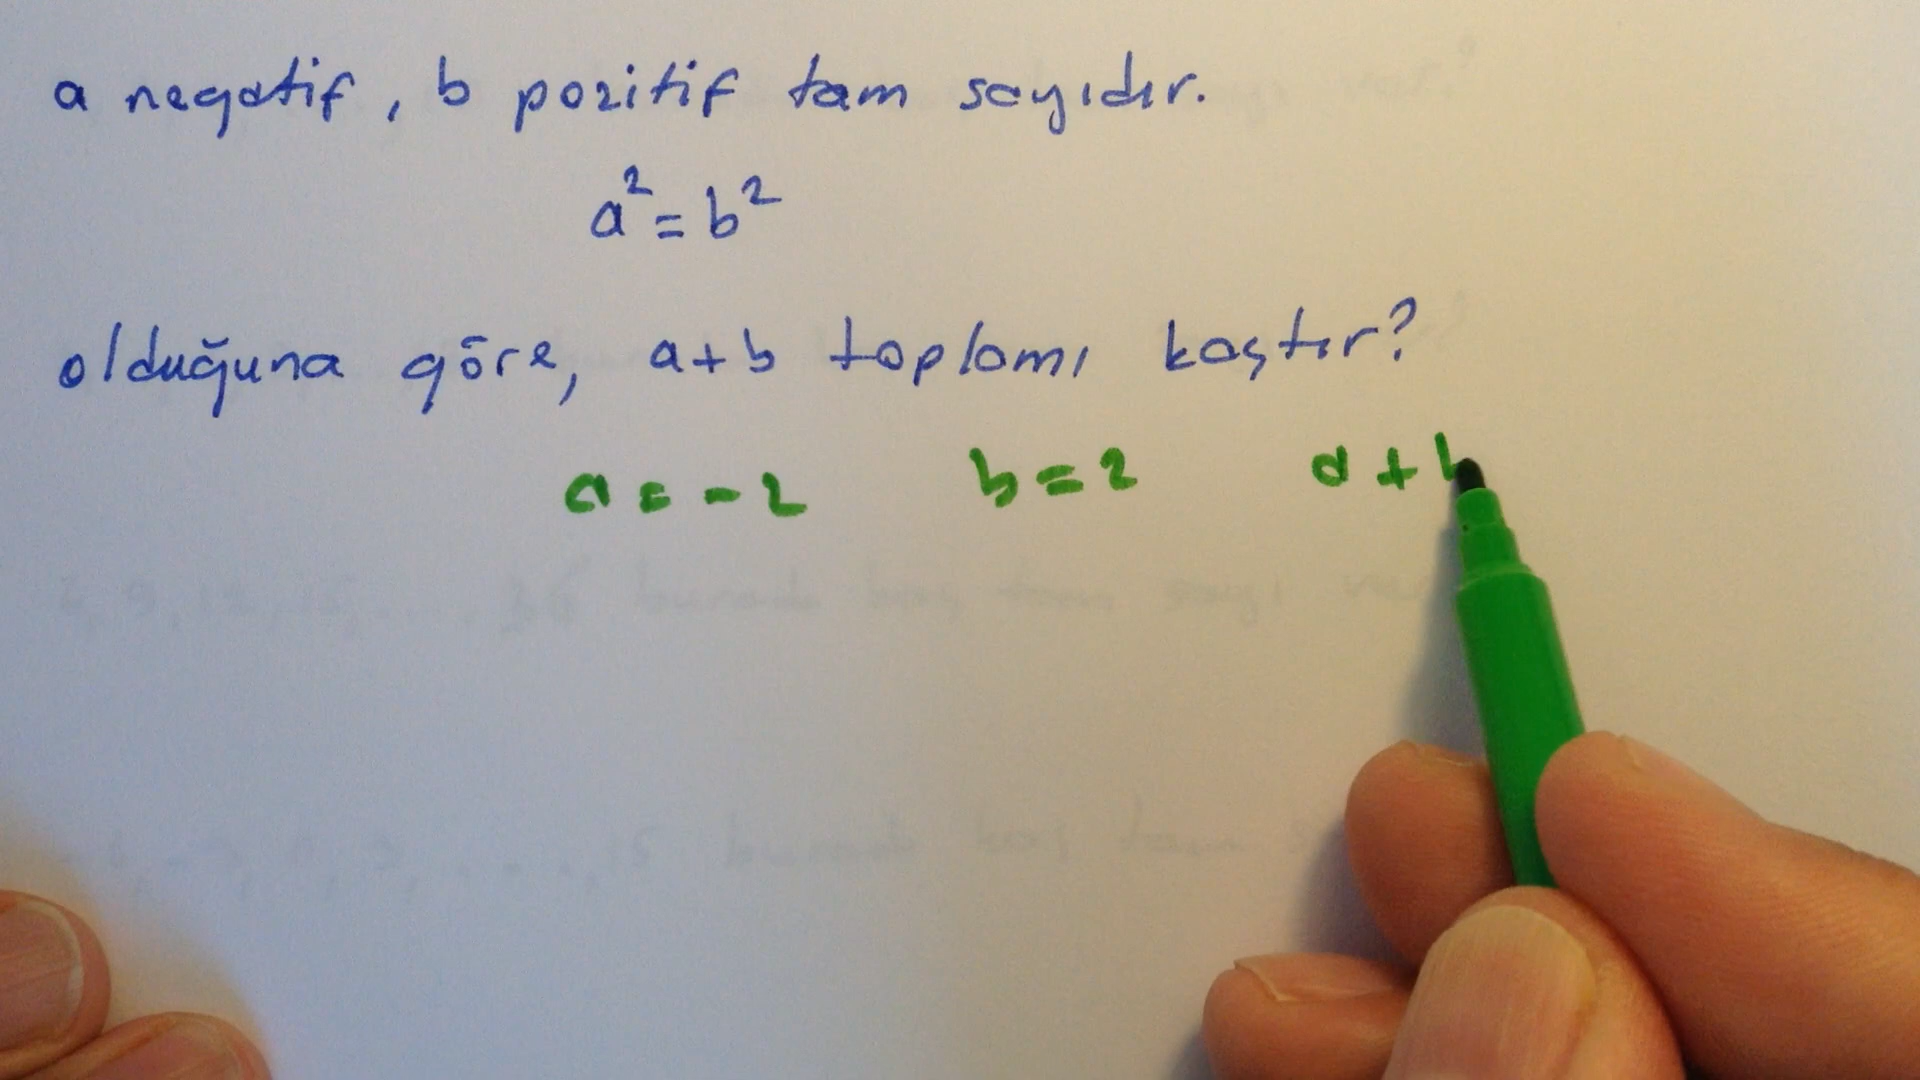 a negatif, b pozitif tam sayıdır.
a² = b²
olduğuna göre, a+b toplamı kaçtır?
a = -2 b = 2 a + b